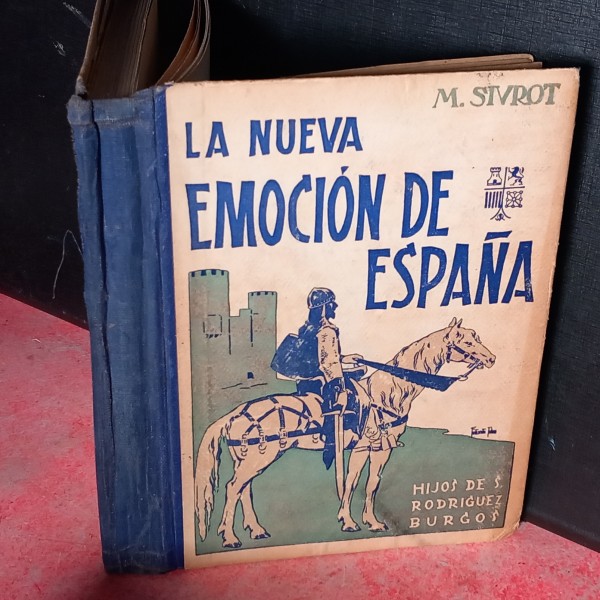 M. SIVROT
LA NUEVA
EMOCIÓN DE
ESPAÑA
HIJOS DE S.
RODRIGUEZ
BURGOS